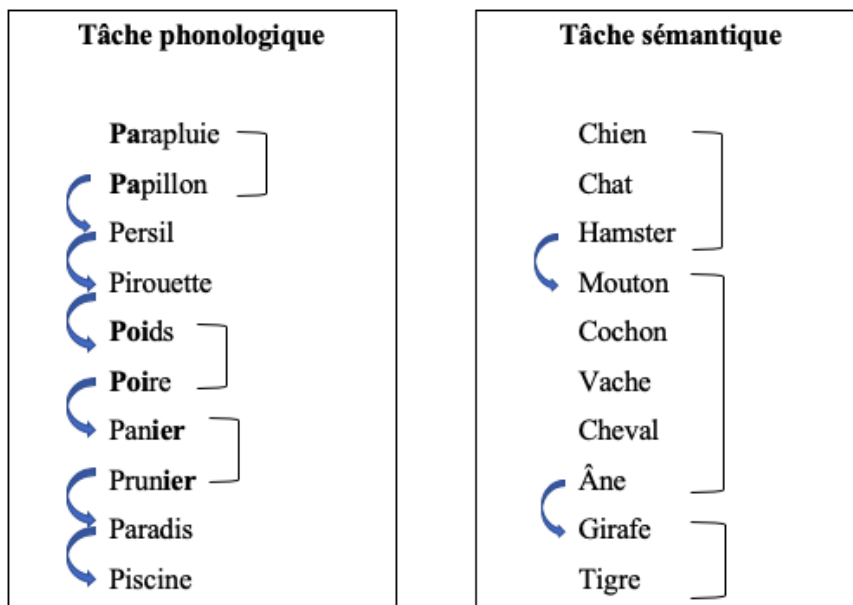 Tâche phonologique
Parapluie
Papillon
Persil
Pirouette
Poids
Poire
Panier
Prunier
Paradis
Piscine
Tâche sémantique
Chien
Chat
Hamster
Mouton
Cochon
Vache
Cheval
Âne
Girafe
Tigre